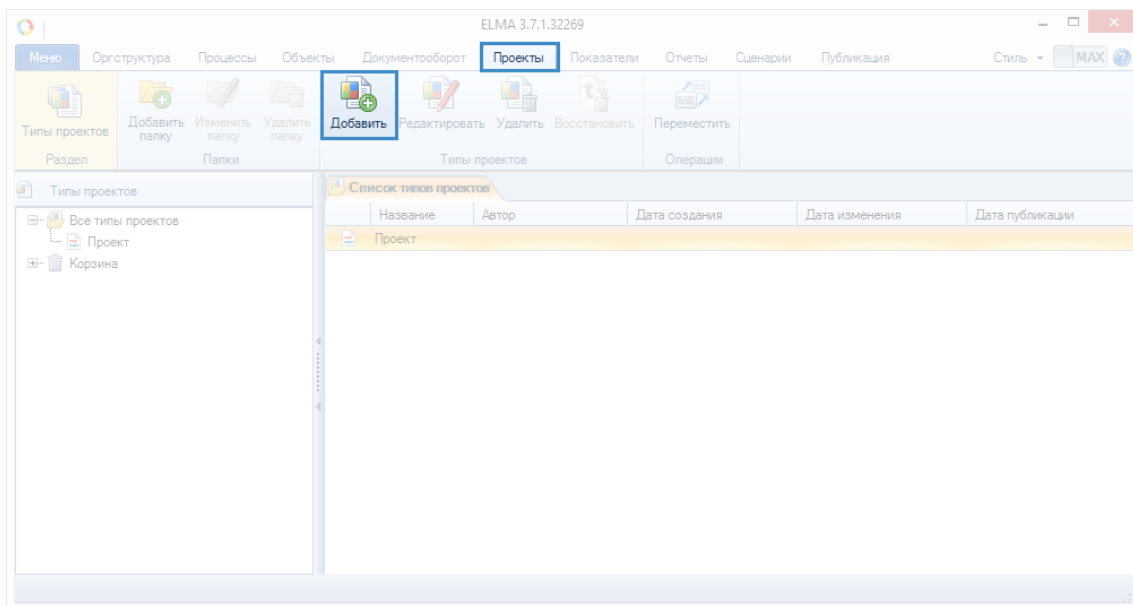 ELMA 3.7.1.32269
Меню Оргструктура Процессы Объекты Документооборот Проекты Показатели Отчеты Сценарии Публикация Стиль MAX
Типы проектов Добавить папку Изменить папку Удалить папку Добавить Редактировать Удалить Восстановить Переместить
Раздел Папки Типы проектов Операции
Типы проектов Список типов проектов
Название Автор Дата создания Дата изменения Дата публикации
Все типы проектов
Проект Проект
Корзина